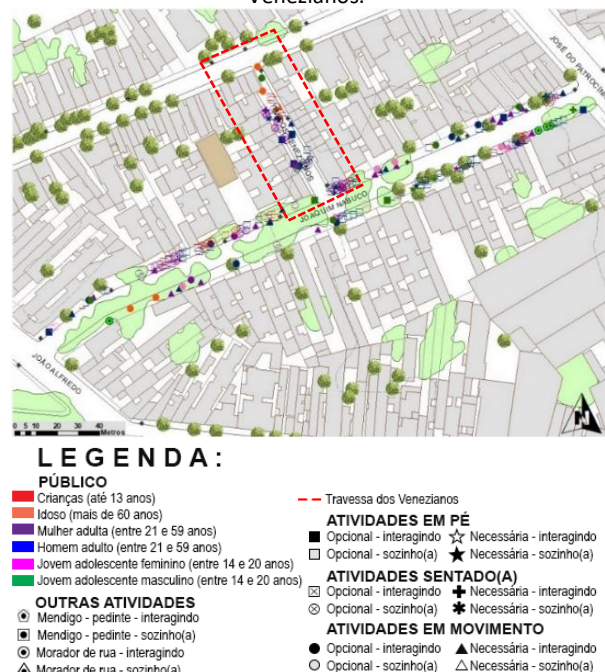 Venezianos.
JOSÉ DO PATROCÍN
JOAQUIM NABUCO
JOÃO ALFREDO
0 5 10 20 30 40
Metros
N
LEGENDA:
PÚBLICO
Crianças (até 13 anos)
Idoso (mais de 60 anos)
Mulher adulta (entre 21 e 59 anos)
Homem adulto (entre 21 e 59 anos)
Jovem adolescente feminino (entre 14 e 20 anos)
Jovem adolescente masculino (entre 14 e 20 anos)
OUTRAS ATIVIDADES
Mendigo - pedinte - interagindo
Mendigo - pedinte - sozinho(a)
Morador de rua - interagindo
Morador de rua - sozinho(a)
Travessa dos Venezianos
ATIVIDADES EM PÉ
Opcional - interagindo Necessária - interagindo
Opcional - sozinho(a) Necessária - sozinho(a)
ATIVIDADES SENTADO(A)
Opcional - interagindo Necessária - interagindo
Opcional - sozinho(a) Necessária - sozinho(a)
ATIVIDADES EM MOVIMENTO
Opcional - interagindo Necessária - interagindo
Opcional - sozinho(a) Necessária - sozinho(a)